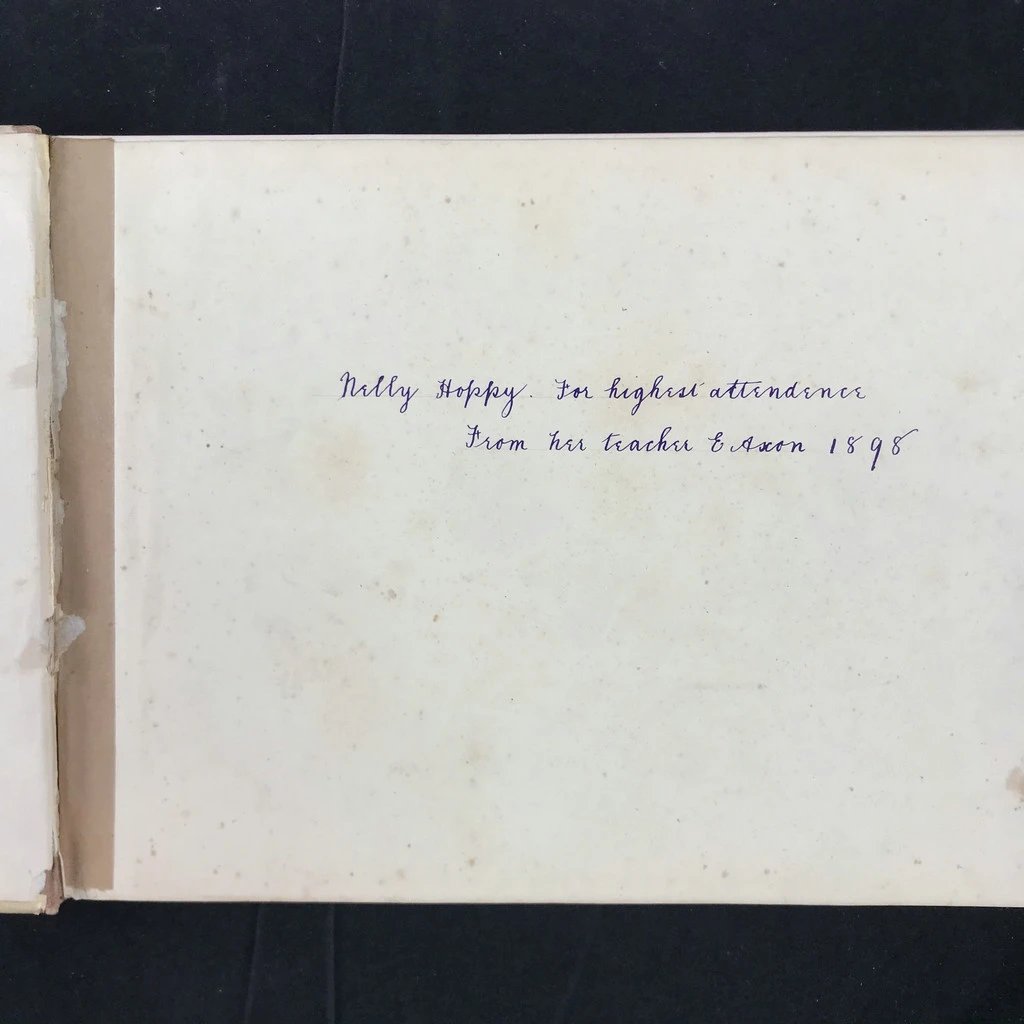 Nelly Hoppy. For highest attendence
From her teacher E Axon 1898